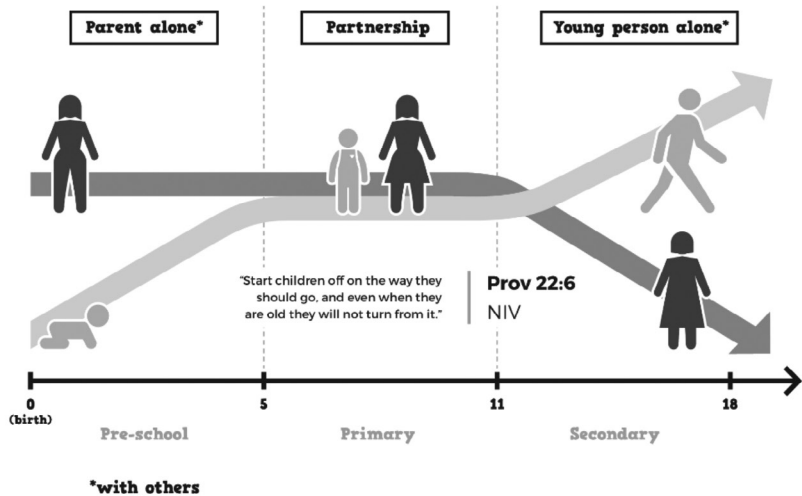 Parent alone*
Partnership
Young person alone*
“Start children off on the way they
should go, and even when they
are old they will not turn from it.”
Prov 22:6
NIV
0
(birth)
5
11
18
Pre-school
Primary
Secondary
*with others